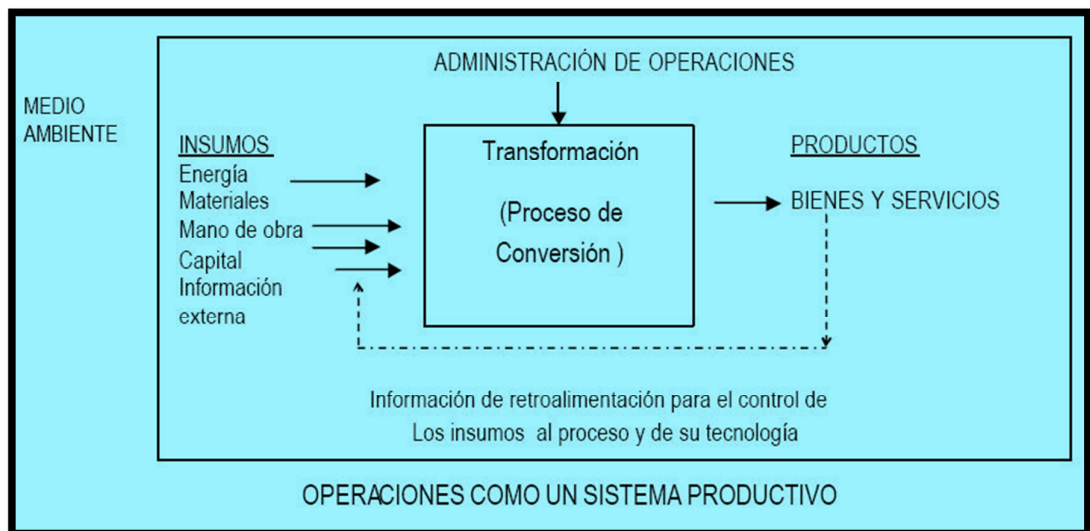 ADMINISTRACIÓN DE OPERACIONES
MEDIO
AMBIENTE
INSUMOS
Energía
Materiales
Mano de obra
Capital
Información
externa
Transformación
(Proceso de
Conversión )
PRODUCTOS
BIENES Y SERVICIOS
Información de retroalimentación para el control de
Los insumos al proceso y de su tecnología
OPERACIONES COMO UN SISTEMA PRODUCTIVO